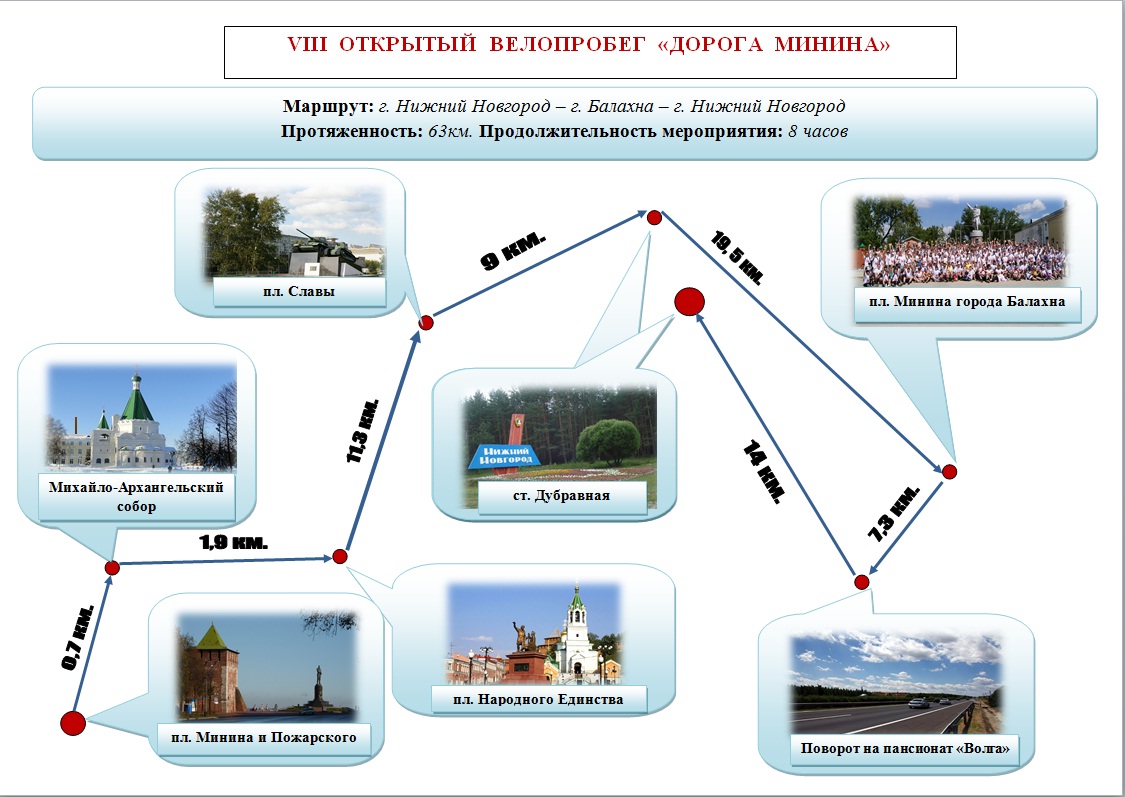 VIII ОТКРЫТЫЙ ВЕЛОПРОБЕГ «ДОРОГА МИНИНА»
Маршрут: г. Нижний Новгород – г. Балахна – г. Нижний Новгород
Протяженность: 63км. Продолжительность мероприятия: 8 часов
пл. Славы
9 км.
19, 5 км.
пл. Минина города Балахна
11,3 км.
Нижний
Новгород
ст. Дубравная
14 км.
7,3 км.
Михайло-Архангельский
собор
1,9 км.
0,7 км.
пл. Минина и Пожарского
пл. Народного Единства
Поворот на пансионат «Волга»